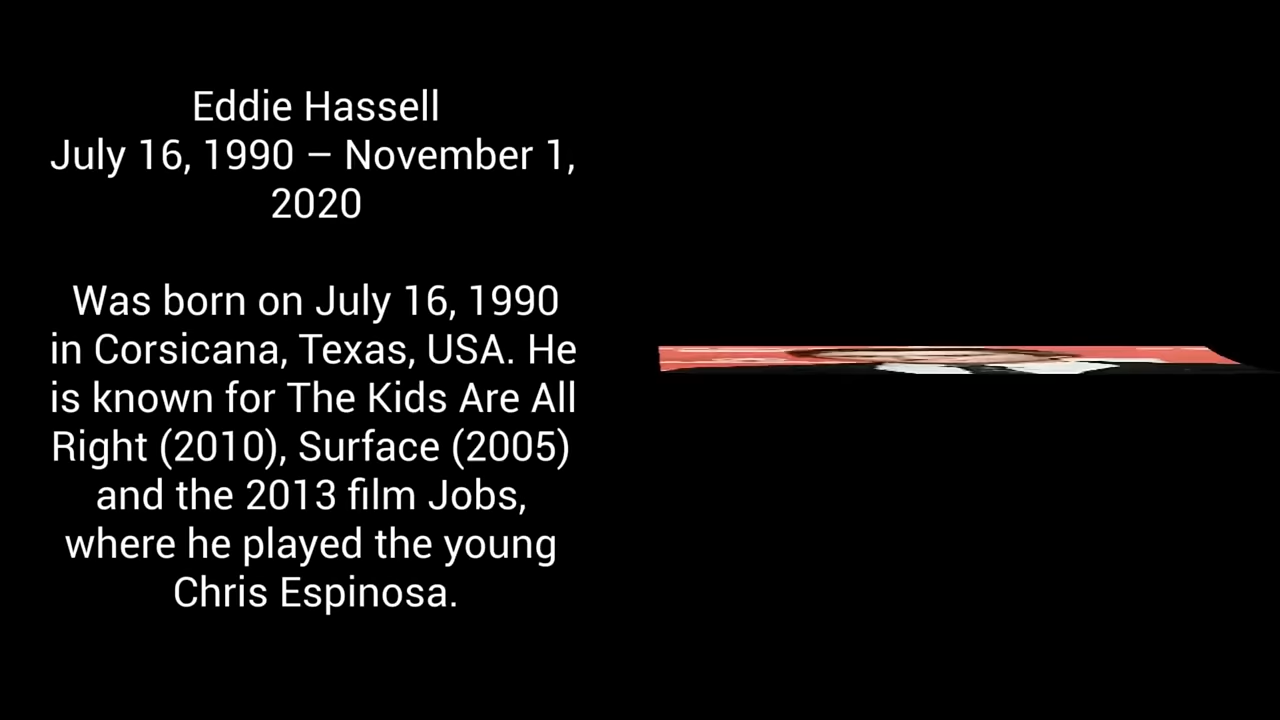 Eddie Hassell
July 16, 1990 – November 1,
2020
Was born on July 16, 1990
in Corsicana, Texas, USA. He
is known for The Kids Are All
Right (2010), Surface (2005)
and the 2013 film Jobs,
where he played the young
Chris Espinosa.